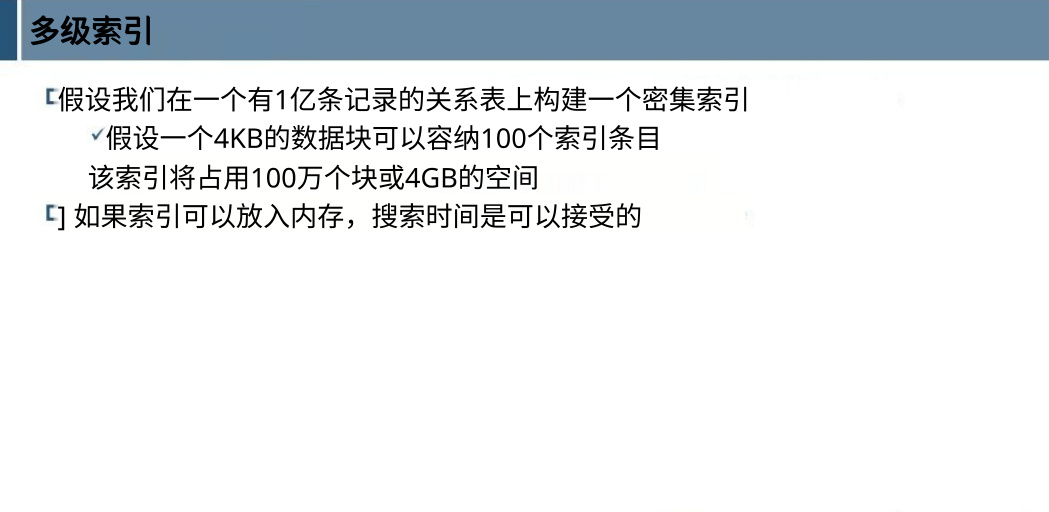 多级索引
假设我们在一个有1亿条记录的关系表上构建一个密集索引
假设一个4KB的数据块可以容纳100个索引条目
该索引将占用100万个块或4GB的空间
] 如果索引可以放入内存，搜索时间是可以接受的